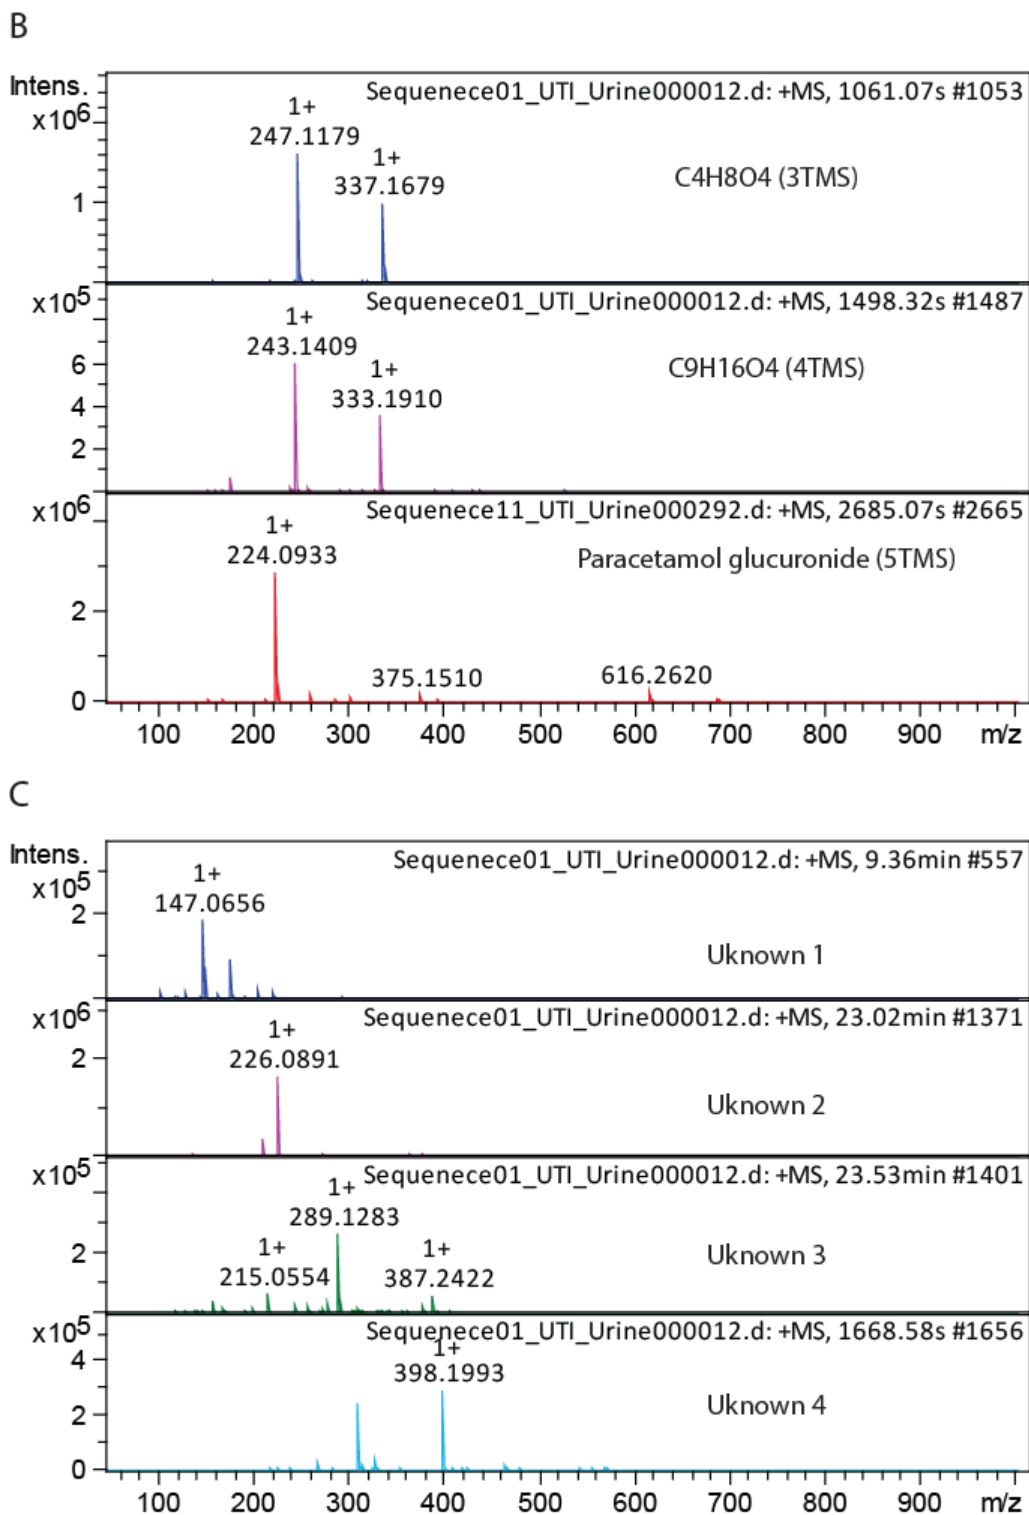 B
Intens.
x10^6
Sequenece01_UTI_Urine000012.d: +MS, 1061.07s #1053
1+
247.1179
1+
337.1679
C4H8O4 (3TMS)
1
x10^5
Sequenece01_UTI_Urine000012.d: +MS, 1498.32s #1487
1+
243.1409
1+
333.1910
C9H16O4 (4TMS)
6
4
2
x10^6
Sequenece11_UTI_Urine000292.d: +MS, 2685.07s #2665
1+
224.0933
Paracetamol glucuronide (5TMS)
2
375.1510
616.2620
0
100 200 300 400 500 600 700 800 900 m/z
C
Intens.
x10^5
Sequenece01_UTI_Urine000012.d: +MS, 9.36min #557
1+
147.0656
2
Uknown 1
x10^6
Sequenece01_UTI_Urine000012.d: +MS, 23.02min #1371
1+
226.0891
2
Uknown 2
x10^5
Sequenece01_UTI_Urine000012.d: +MS, 23.53min #1401
1+
289.1283
1+
215.0554
1+
387.2422
2
Uknown 3
x10^5
Sequenece01_UTI_Urine000012.d: +MS, 1668.58s #1656
1+
398.1993
4
Uknown 4
2
0
100 200 300 400 500 600 700 800 900 m/z